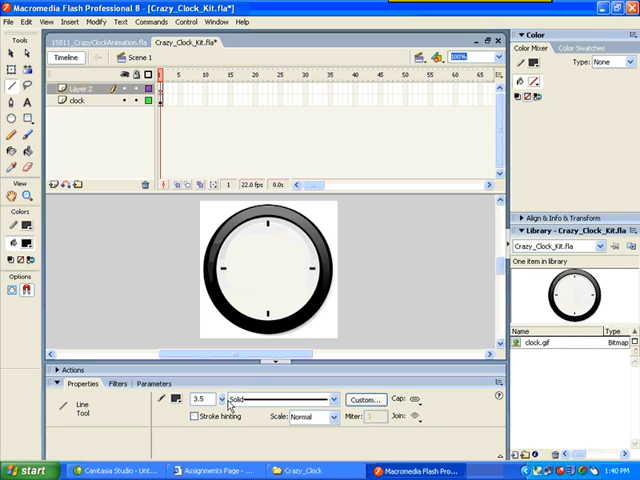 Macromedia Flash Professional 8 - [Crazy_Clock_Kit.fla*]
File Edit View Insert Modify Text Commands Control Window Help
Tools
View
Colors
Options
15011_CrazyClockAnimation.fla Crazy_Clock_Kit.fla*
Timeline Scene 1 100%
1 5 10 15 20 25 30 35 40 45 50 55 60 65
Layer 2
clock
1 22.0 fps 0.0s
Color
Color Mixer Color Swatches
Type: None
Align & Info & Transform
Library - Crazy_Clock_Kit.fla
Crazy_Clock_Kit.fla
One item in library
Name Type
clock.gif Bitmap
Actions
Properties Filters Parameters
Line
Tool
3.5 Solid Custom... Cap:
Stroke hinting Scale: Normal Miter: 3 Join:
start Camtasia Studio - Unt... Assignments Page - ... Crazy_Clock Macromedia Flash Pro... 1:40 PM